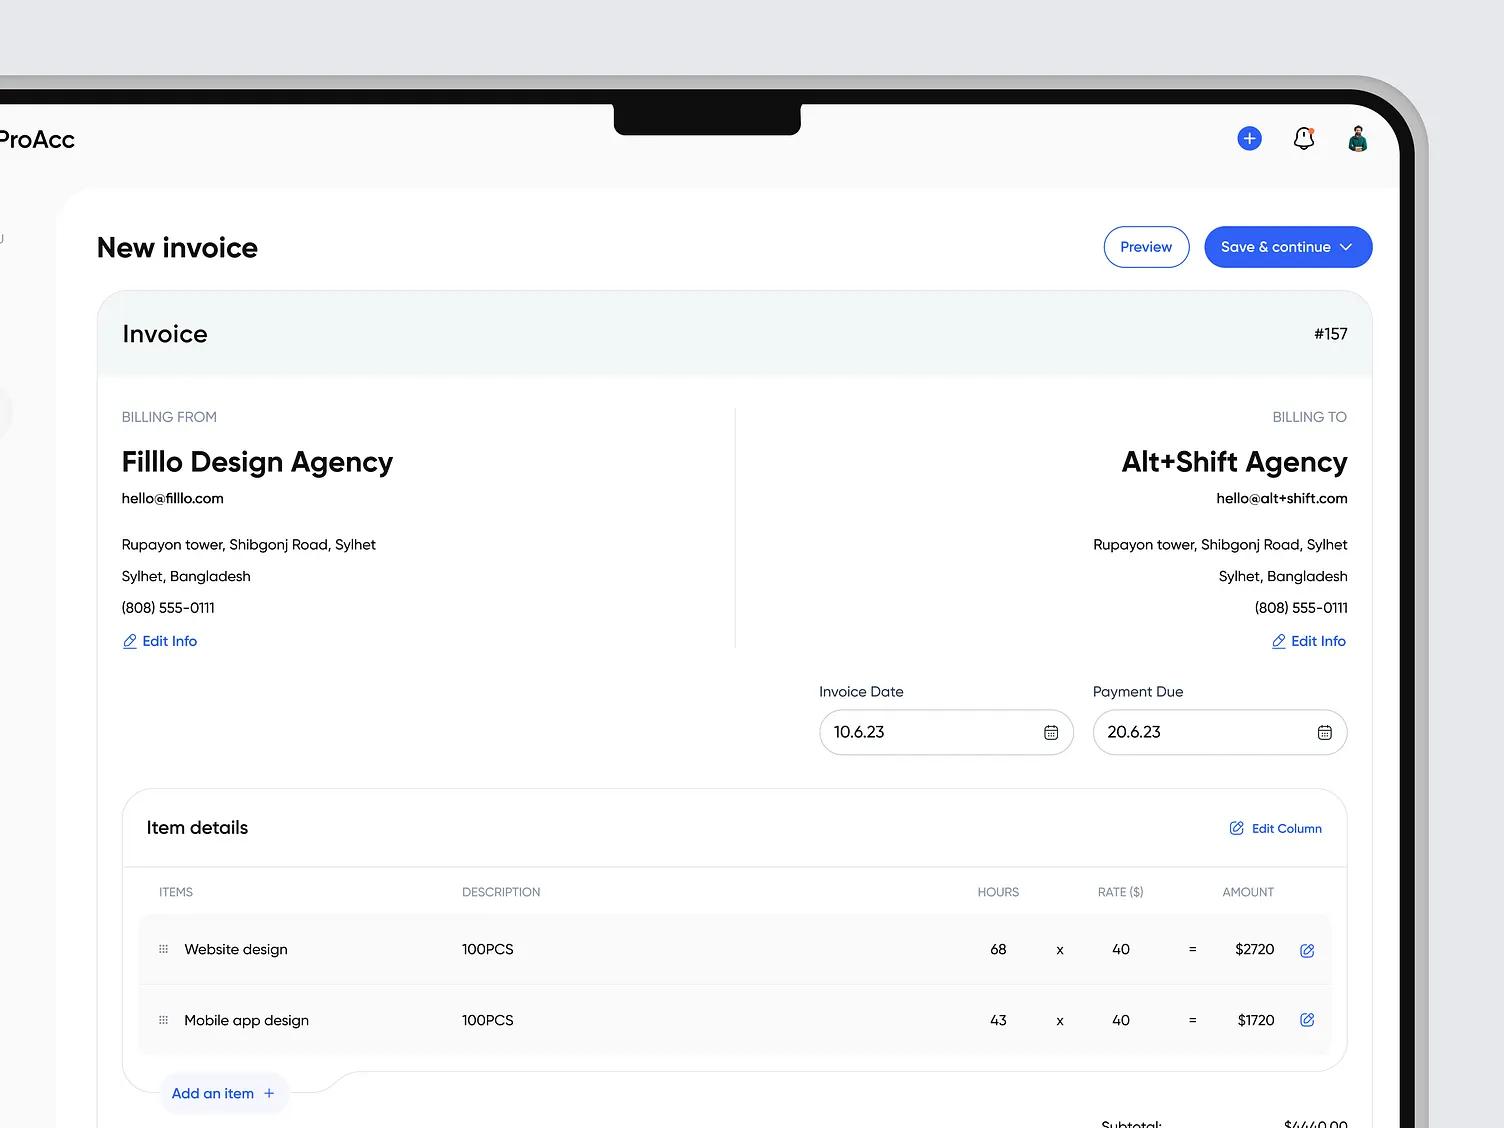 ProAcc
New invoice
Preview
Save & continue
Invoice
#157
BILLING FROM
BILLING TO
Filllo Design Agency
Alt+Shift Agency
hello@filllo.com
hello@alt+shift.com
Rupayon tower, Shibgonj Road, Sylhet
Rupayon tower, Shibgonj Road, Sylhet
Sylhet, Bangladesh
Sylhet, Bangladesh
(808) 555-0111
(808) 555-0111
Edit Info
Edit Info
Invoice Date
Payment Due
10.6.23
20.6.23
Item details
Edit Column
ITEMS DESCRIPTION HOURS RATE ($) AMOUNT
Website design 100PCS 68 x 40 = $2720
Mobile app design 100PCS 43 x 40 = $1720
Add an item +
Subtotal: $4440.00